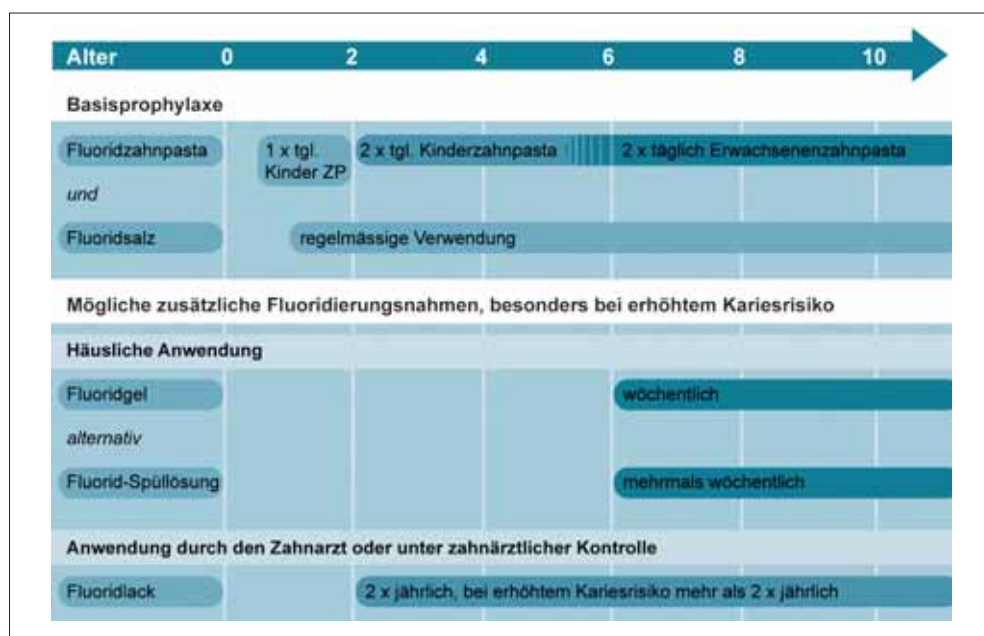 Alter 0 2 4 6 8 10
Basisprophylaxe
Fluoridzahnpasta 1 x tgl. 2 x tgl. Kinderzahnpasta 2 x täglich Erwachsenenzahnpasta
Kinder ZP
und
Fluoridsalz regelmässige Verwendung
Mögliche zusätzliche Fluoridierungsnahmen, besonders bei erhöhtem Kariesrisiko
Häusliche Anwendung
Fluoridgel wöchentlich
alternativ
Fluorid-Spüllösung mehrmals wöchentlich
Anwendung durch den Zahnarzt oder unter zahnärztlicher Kontrolle
Fluoridlack 2 x jährlich, bei erhöhtem Kariesrisiko mehr als 2 x jährlich